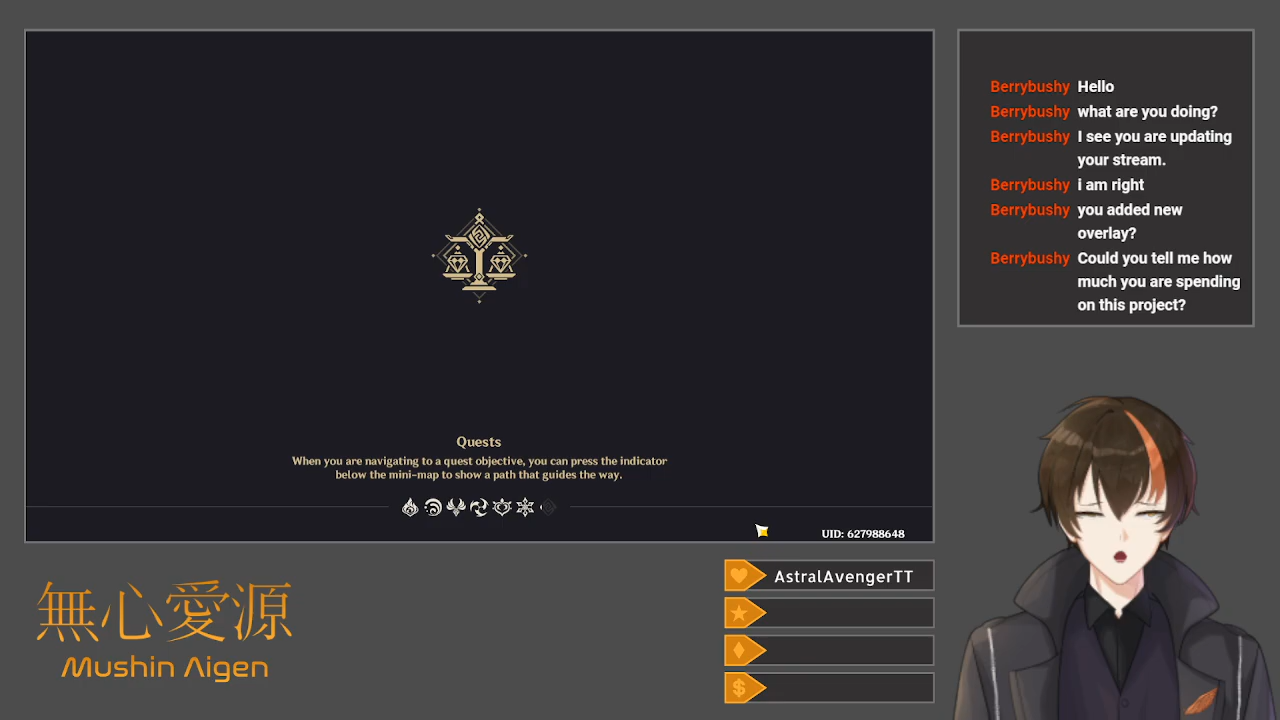 Berrybushy Hello
Berrybushy what are you doing?
Berrybushy I see you are updating
your stream.
Berrybushy i am right
Berrybushy you added new
overlay?
Berrybushy Could you tell me how
much you are spending
on this project?
Quests
When you are navigating to a quest objective, you can press the indicator
below the mini-map to show a path that guides the way.
UID: 627988648
AstralAvengerTT
無心愛源
Mushin Aigen